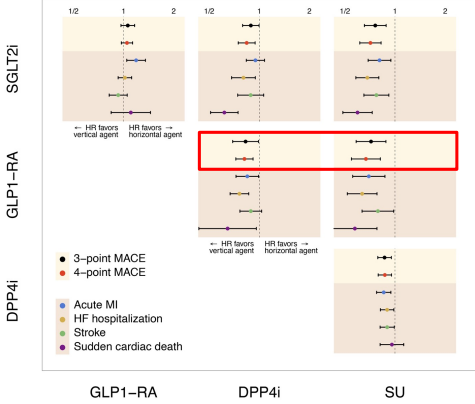 1/2 1 2 1/2 1 2 1/2 1 2
SGLT2i
← HR favors HR favors →
vertical agent horizontal agent
GLP1−RA
← HR favors HR favors →
vertical agent horizontal agent
3−point MACE
4−point MACE
DPP4i
Acute MI
HF hospitalization
Stroke
Sudden cardiac death
GLP1−RA DPP4i SU